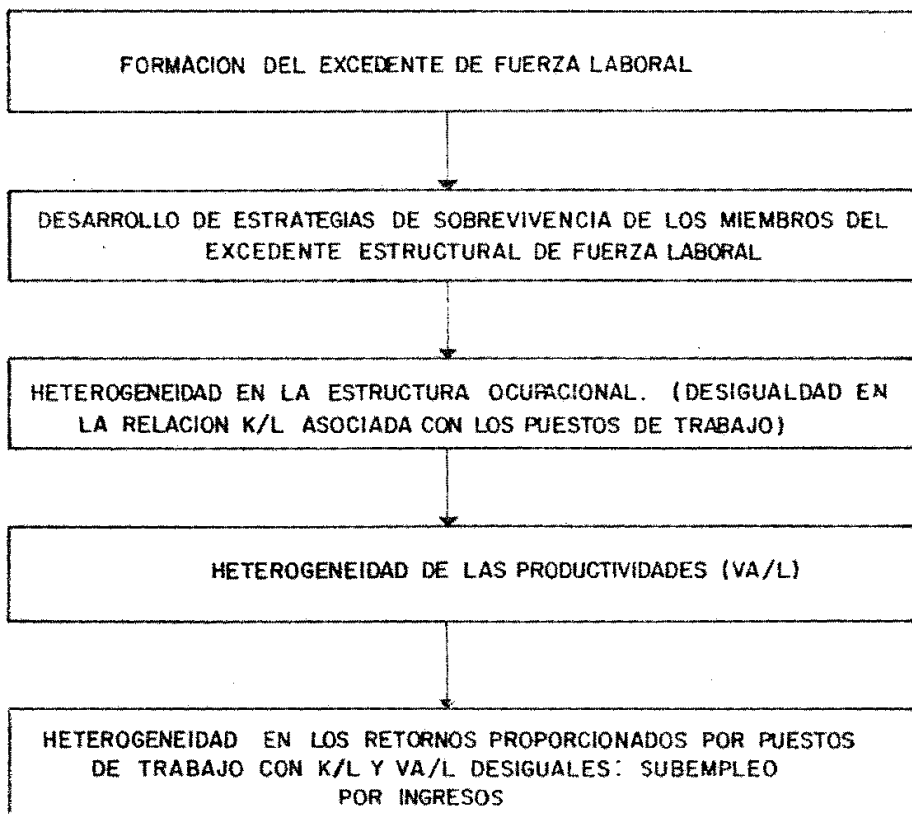 FORMACION DEL EXCEDENTE DE FUERZA LABORAL
DESARROLLO DE ESTRATEGIAS DE SOBREVIVENCIA DE LOS MIEMBROS DEL
EXCEDENTE ESTRUCTURAL DE FUERZA LABORAL
HETEROGENEIDAD EN LA ESTRUCTURA OCUPACIONAL. (DESIGUALDAD EN
LA RELACION K/L ASOCIADA CON LOS PUESTOS DE TRABAJO)
HETEROGENEIDAD DE LAS PRODUCTIVIDADES (VA/L)
HETEROGENEIDAD EN LOS RETORNOS PROPORCIONADOS POR PUESTOS
DE TRABAJO CON K/L Y VA/L DESIGUALES: SUBEMPLEO
POR INGRESOS